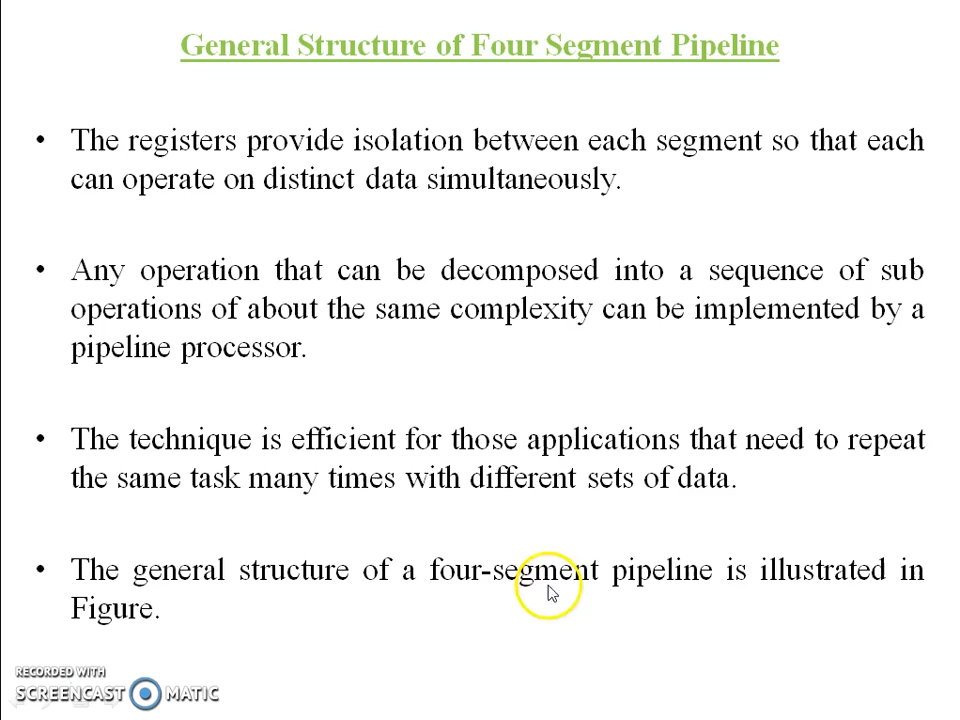 General Structure of Four Segment Pipeline
• The registers provide isolation between each segment so that each
can operate on distinct data simultaneously.
• Any operation that can be decomposed into a sequence of sub
operations of about the same complexity can be implemented by a
pipeline processor.
• The technique is efficient for those applications that need to repeat
the same task many times with different sets of data.
• The general structure of a four-segment pipeline is illustrated in
Figure.
RECORDED WITH
SCREENCAST MATIC